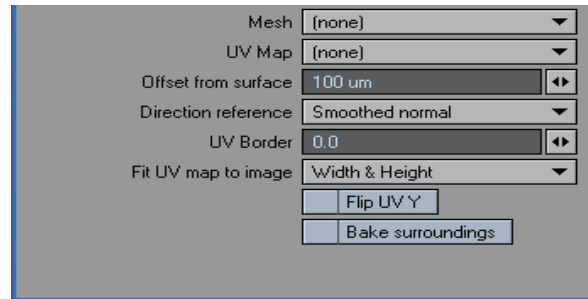 Mesh (none)
UV Map (none)
Offset from surface 100 um
Direction reference Smoothed normal
UV Border 0.0
Fit UV map to image Width & Height
Flip UV Y
Bake surroundings